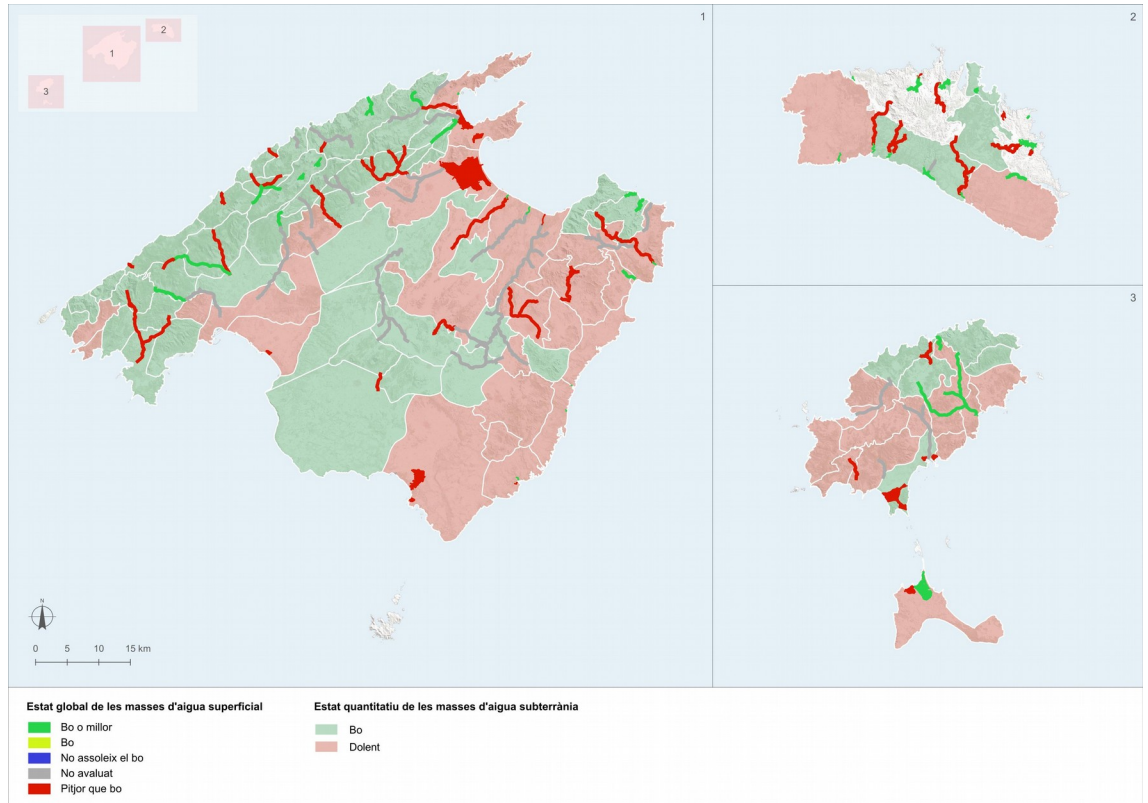 1
2
3
1
2
3
N
0 5 10 15 km
Estat global de les masses d'aigua superficial
Bo o millor
Bo
No assoleix el bo
No avaluat
Pitjor que bo
Estat quantitatiu de les masses d'aigua subterrània
Bo
Dolent